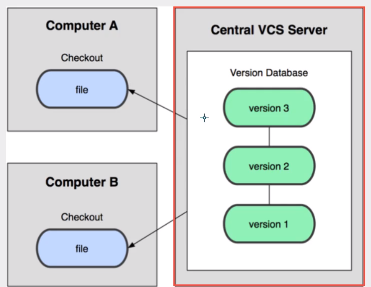 Computer A
Checkout
file
Central VCS Server
Version Database
version 3
version 2
version 1
Computer B
Checkout
file